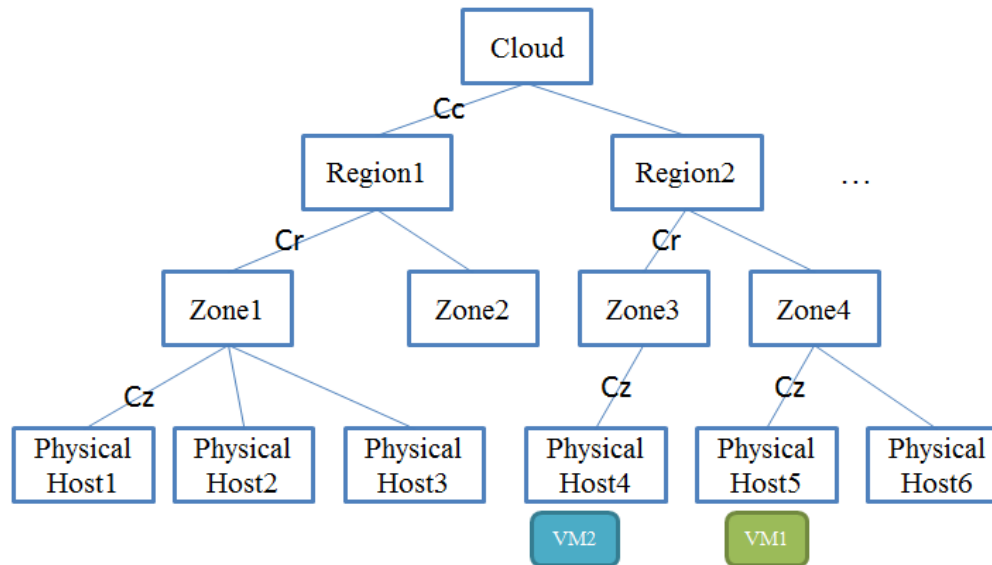 Cloud
Cc
Region1
Region2
...
Cr
Cr
Zone1
Zone2
Zone3
Zone4
Cz
Cz
Cz
Physical
Host1
Physical
Host2
Physical
Host3
Physical
Host4
Physical
Host5
Physical
Host6
VM2
VM1